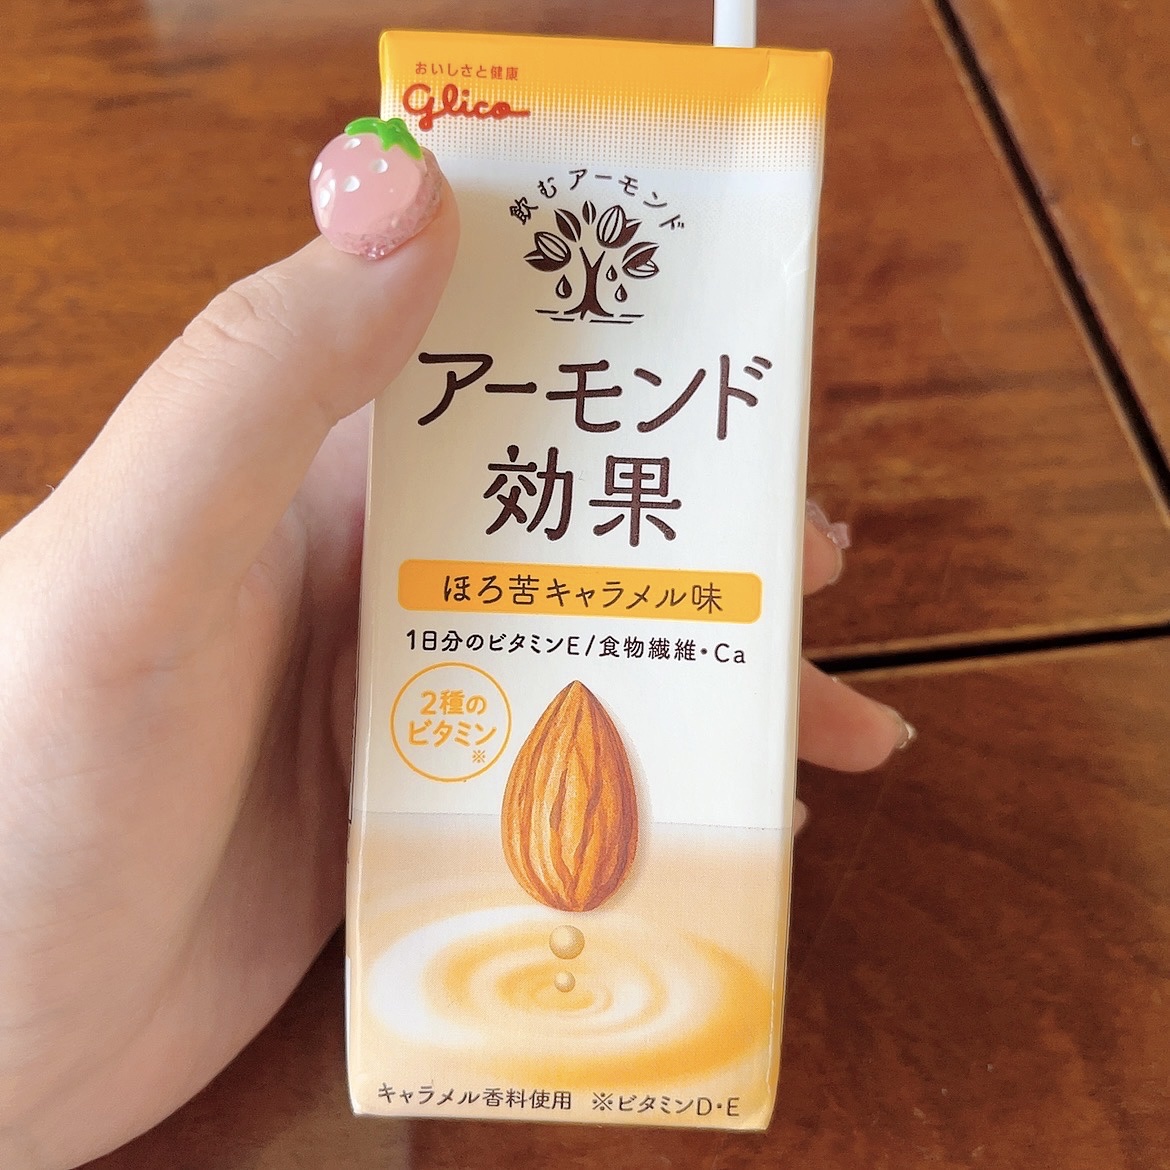 おいしさと健康
Glico
飲むアーモンド
アーモンド
効果
ほろ苦キャラメル味
1日分のビタミンE/食物繊維・Ca
2種の
ビタミン
※
キャラメル香料使用 ※ビタミンD・E